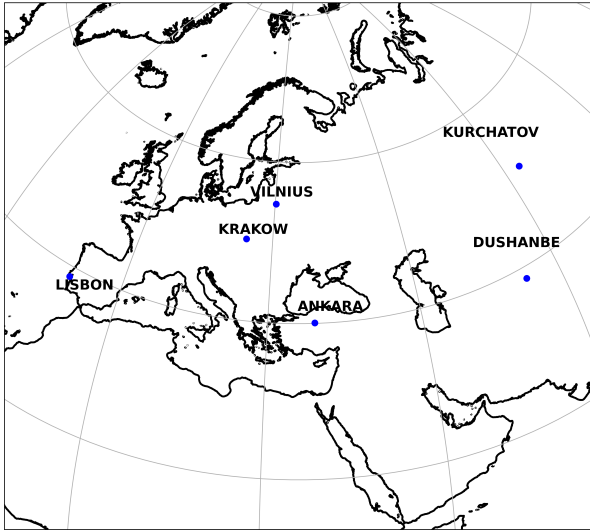 KURCHATOV
VILNIUS
KRAKOW
DUSHANBE
LISBON
ANKARA